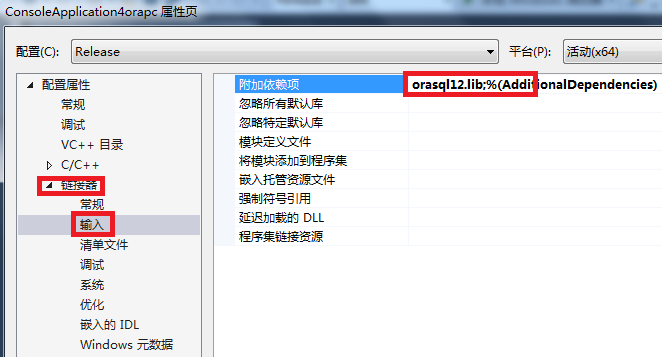 ConsoleApplication4orapc 属性页
配置(C): Release 平台(P): 活动(x64)
配置属性
常规
调试
VC++ 目录
C/C++
链接器
常规
输入
清单文件
调试
系统
优化
嵌入的 IDL
Windows 元数据
附加依赖项 orasql12.lib;%(AdditionalDependencies)
忽略所有默认库
忽略特定默认库
模块定义文件
将模块添加到程序集
嵌入托管资源文件
强制符号引用
延迟加载的 DLL
程序集链接资源